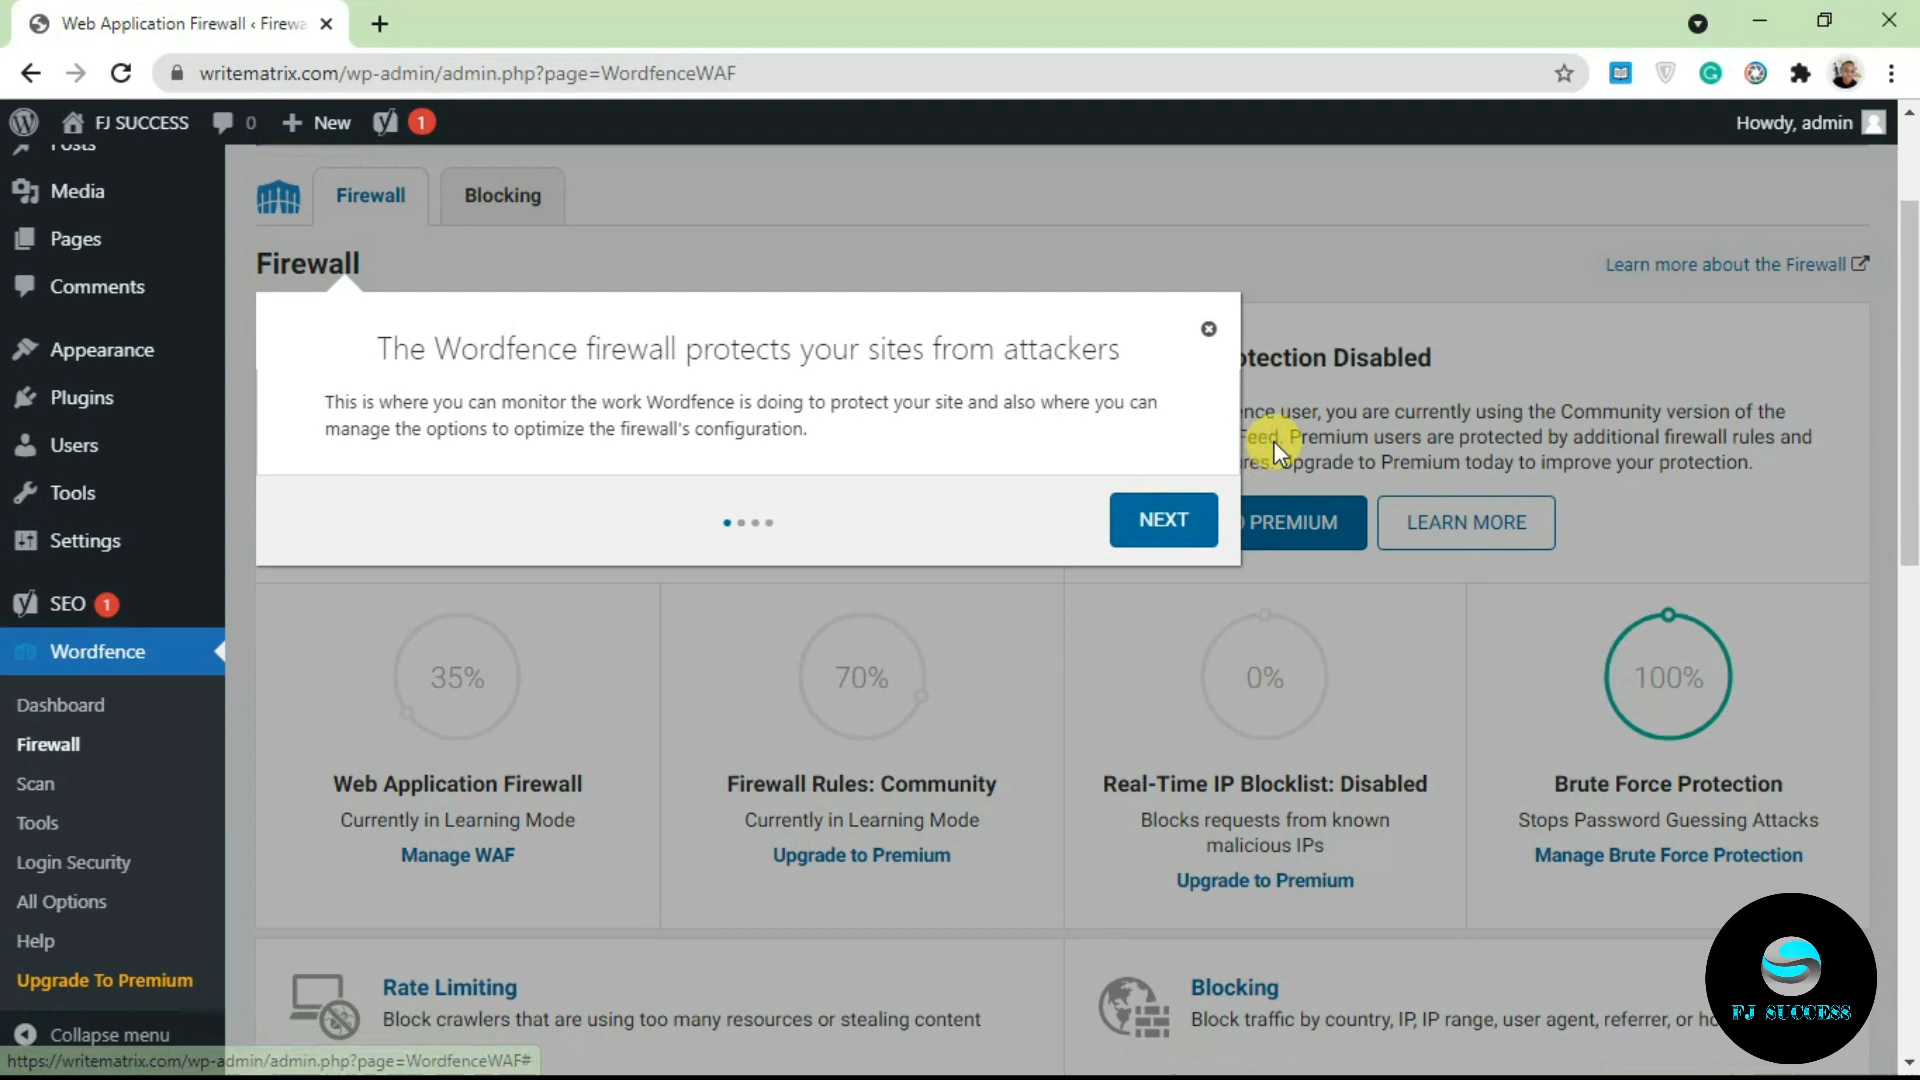 Web Application Firewall ‹ Firewa
writematrix.com/wp-admin/admin.php?page=WordfenceWAF
FJ SUCCESS
0
New
1
Howdy, admin
Posts
Media
Pages
Comments
Appearance
Plugins
Users
Tools
Settings
SEO 1
Wordfence
Dashboard
Firewall
Scan
Tools
Login Security
All Options
Help
Upgrade To Premium
Collapse menu
https://writematrix.com/wp-admin/admin.php?page=WordfenceWAF#
Firewall
Blocking
Firewall
Learn more about the Firewall
The Wordfence firewall protects your sites from attackers
This is where you can monitor the work Wordfence is doing to protect your site and also where you can
manage the options to optimize the firewall's configuration.
NEXT
otection Disabled
nce user, you are currently using the Community version of the
Feed. Premium users are protected by additional firewall rules and
res. Upgrade to Premium today to improve your protection.
PREMIUM
LEARN MORE
35%
Web Application Firewall
Currently in Learning Mode
Manage WAF
70%
Firewall Rules: Community
Currently in Learning Mode
Upgrade to Premium
0%
Real-Time IP Blocklist: Disabled
Blocks requests from known
malicious IPs
Upgrade to Premium
100%
Brute Force Protection
Stops Password Guessing Attacks
Manage Brute Force Protection
Rate Limiting
Block crawlers that are using too many resources or stealing content
Blocking
Block traffic by country, IP, IP range, user agent, referrer, or ho
FJ SUCCESS